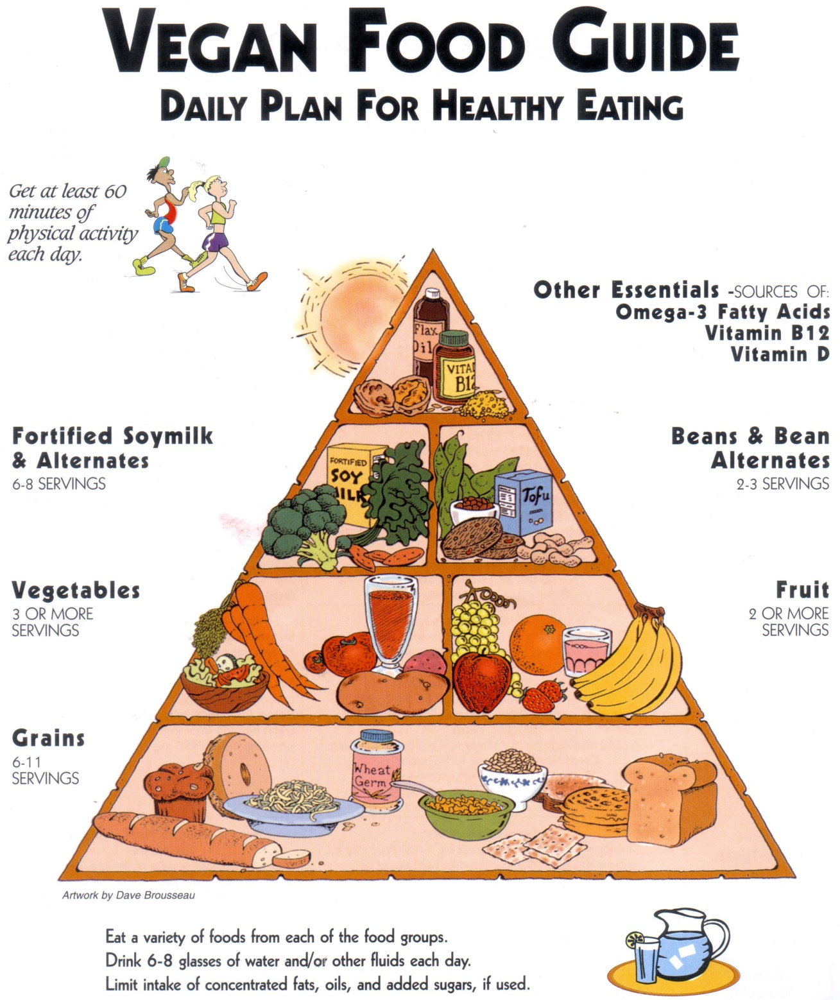 VEGAN FOOD GUIDE
DAILY PLAN FOR HEALTHY EATING
Get at least 60
minutes of
physical activity
each day.
Other Essentials -SOURCES OF:
Omega-3 Fatty Acids
Vitamin B12
Vitamin D
Flax
Oil
VITA
B12
Fortified Soymilk
& Alternates
6-8 SERVINGS
Beans & Bean
Alternates
2-3 SERVINGS
FORTIFIED
SOY
MILK
Tofu
Vegetables
3 OR MORE
SERVINGS
Fruit
2 OR MORE
SERVINGS
Grains
6-11
SERVINGS
Wheat
Germ
Artwork by Dave Brousseau
Eat a variety of foods from each of the food groups.
Drink 6-8 glasses of water and/or other fluids each day.
Limit intake of concentrated fats, oils, and added sugars, if used.